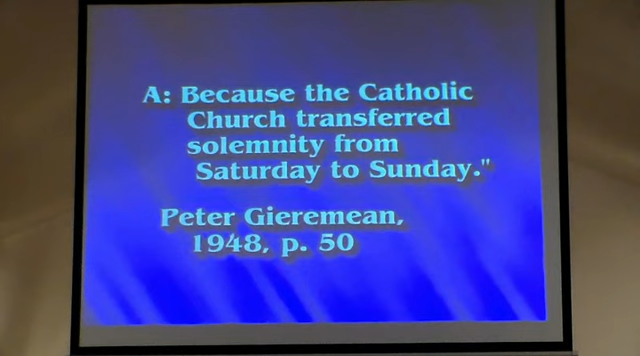 A: Because the Catholic
Church transferred
solemnity from
Saturday to Sunday."
Peter Gieremean,
1948, p. 50